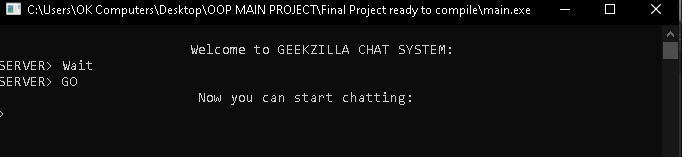 C:\Users\OK Computers\Desktop\OOP MAIN PROJECT\Final Project ready to compile\main.exe
Welcome to GEEKZILLA CHAT SYSTEM:
SERVER> Wait
SERVER> GO
Now you can start chatting:
>